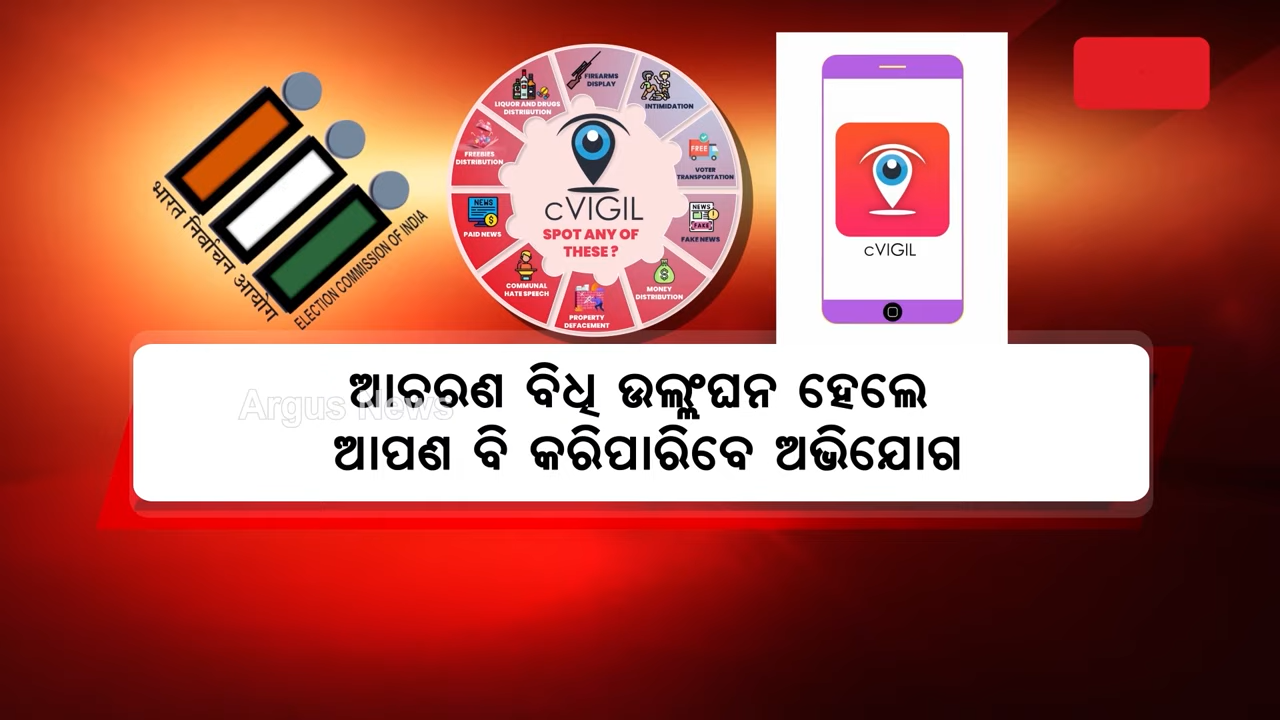 भारत निर्वाचन आयोग
ELECTION COMMISSION OF INDIA
LIQUOR AND DRUGS
DISTRIBUTION
FIREARMS
DISPLAY
INTIMIDATION
FREE
VOTER
TRANSPORTATION
NEWS
FAKE
FAKE NEWS
MONEY
DISTRIBUTION
PROPERTY
DEFACEMENT
COMMUNAL
HATE SPEECH
NEWS
PAID NEWS
FREEBIES
DISTRIBUTION
cVIGIL
SPOT ANY OF
THESE ?
cVIGIL
ଆଚରଣ ବିଧି ଉଲ୍ଲଂଘନ ହେଲେ
ଆପଣ ବି କରିପାରିବେ ଅଭିଯୋଗ
Argus News